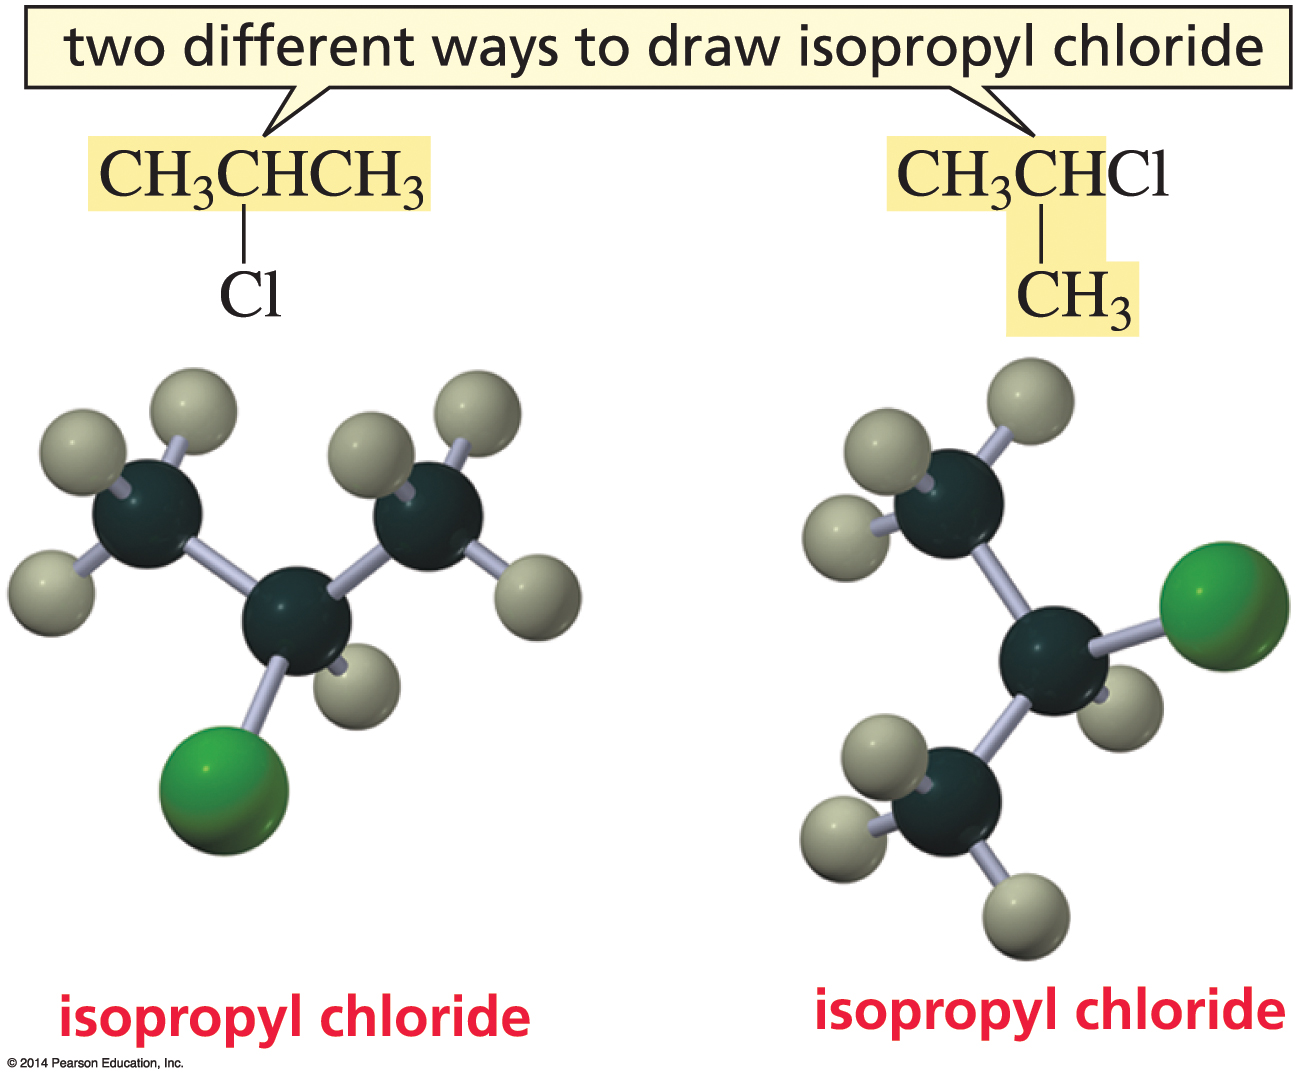 two different ways to draw isopropyl chloride
CH₃CHCH₃
Cl
CH₃CHCl
CH₃
isopropyl chloride
isopropyl chloride
© 2014 Pearson Education, Inc.